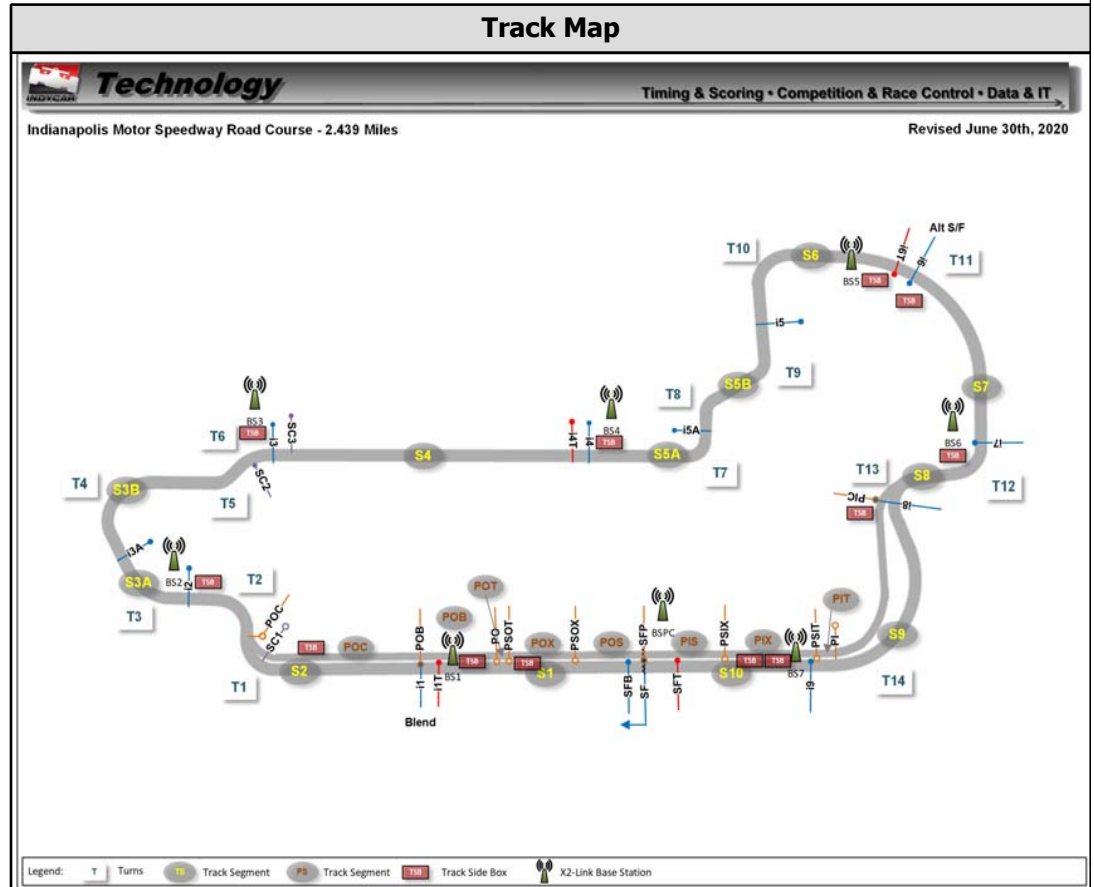 Track Map
INDYCAR
Technology
Timing & Scoring • Competition & Race Control • Data & IT
Indianapolis Motor Speedway Road Course - 2.439 Miles
Revised June 30th, 2020
Alt S/F
T10
S6
i6T
i6
T11
BS5
TSB
TSB
i5
T9
T8
S5B
S7
BS3
TSB
T6
i3
SC3
S4
i4T
i4
BS4
TSB
i5A
S5A
T7
BS6
TSB
i7
T12
T13
S8
PIC
i8
TSB
T4
S3B
T5
SC2
i3A
S3A
BS2
i2
TSB
T2
T3
POC
SC1
TSB
POC
POB
POB
POT
PO
PSOT
POX
PSOX
POS
BSPC
SFP
PIS
PSIX
PIX
PSIT
PI
PIT
S9
T1
S2
i1
i1T
BS1
TSB
TSB
S1
SFB
SF
SFT
S10
TSB
TSB
BS7
i9
T14
Blend
Legend:
T
Turns
TS
Track Segment
PS
Track Segment
TSB
Track Side Box
X2-Link Base Station